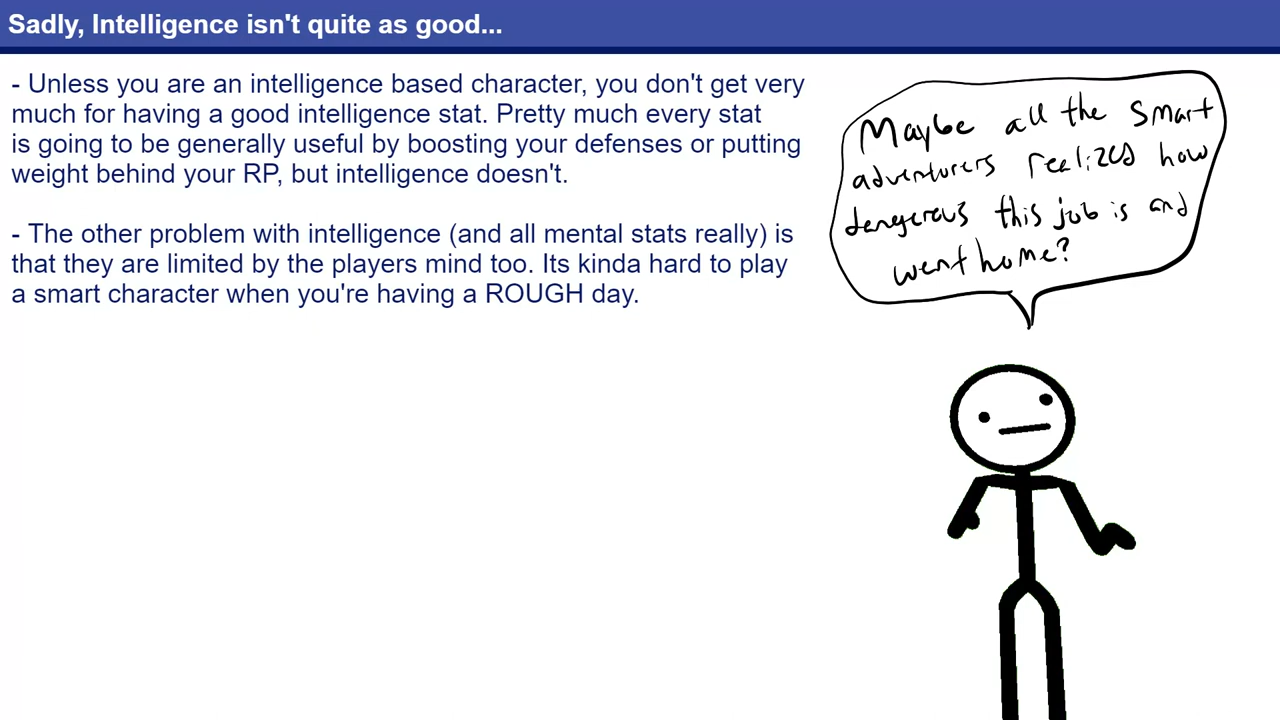 Sadly, Intelligence isn't quite as good...
- Unless you are an intelligence based character, you don't get very
much for having a good intelligence stat. Pretty much every stat
is going to be generally useful by boosting your defenses or putting
weight behind your RP, but intelligence doesn't.
- The other problem with intelligence (and all mental stats really) is
that they are limited by the players mind too. Its kinda hard to play
a smart character when you're having a ROUGH day.
Maybe all the smart
adventurers realized how
dangerous this job is and
went home?